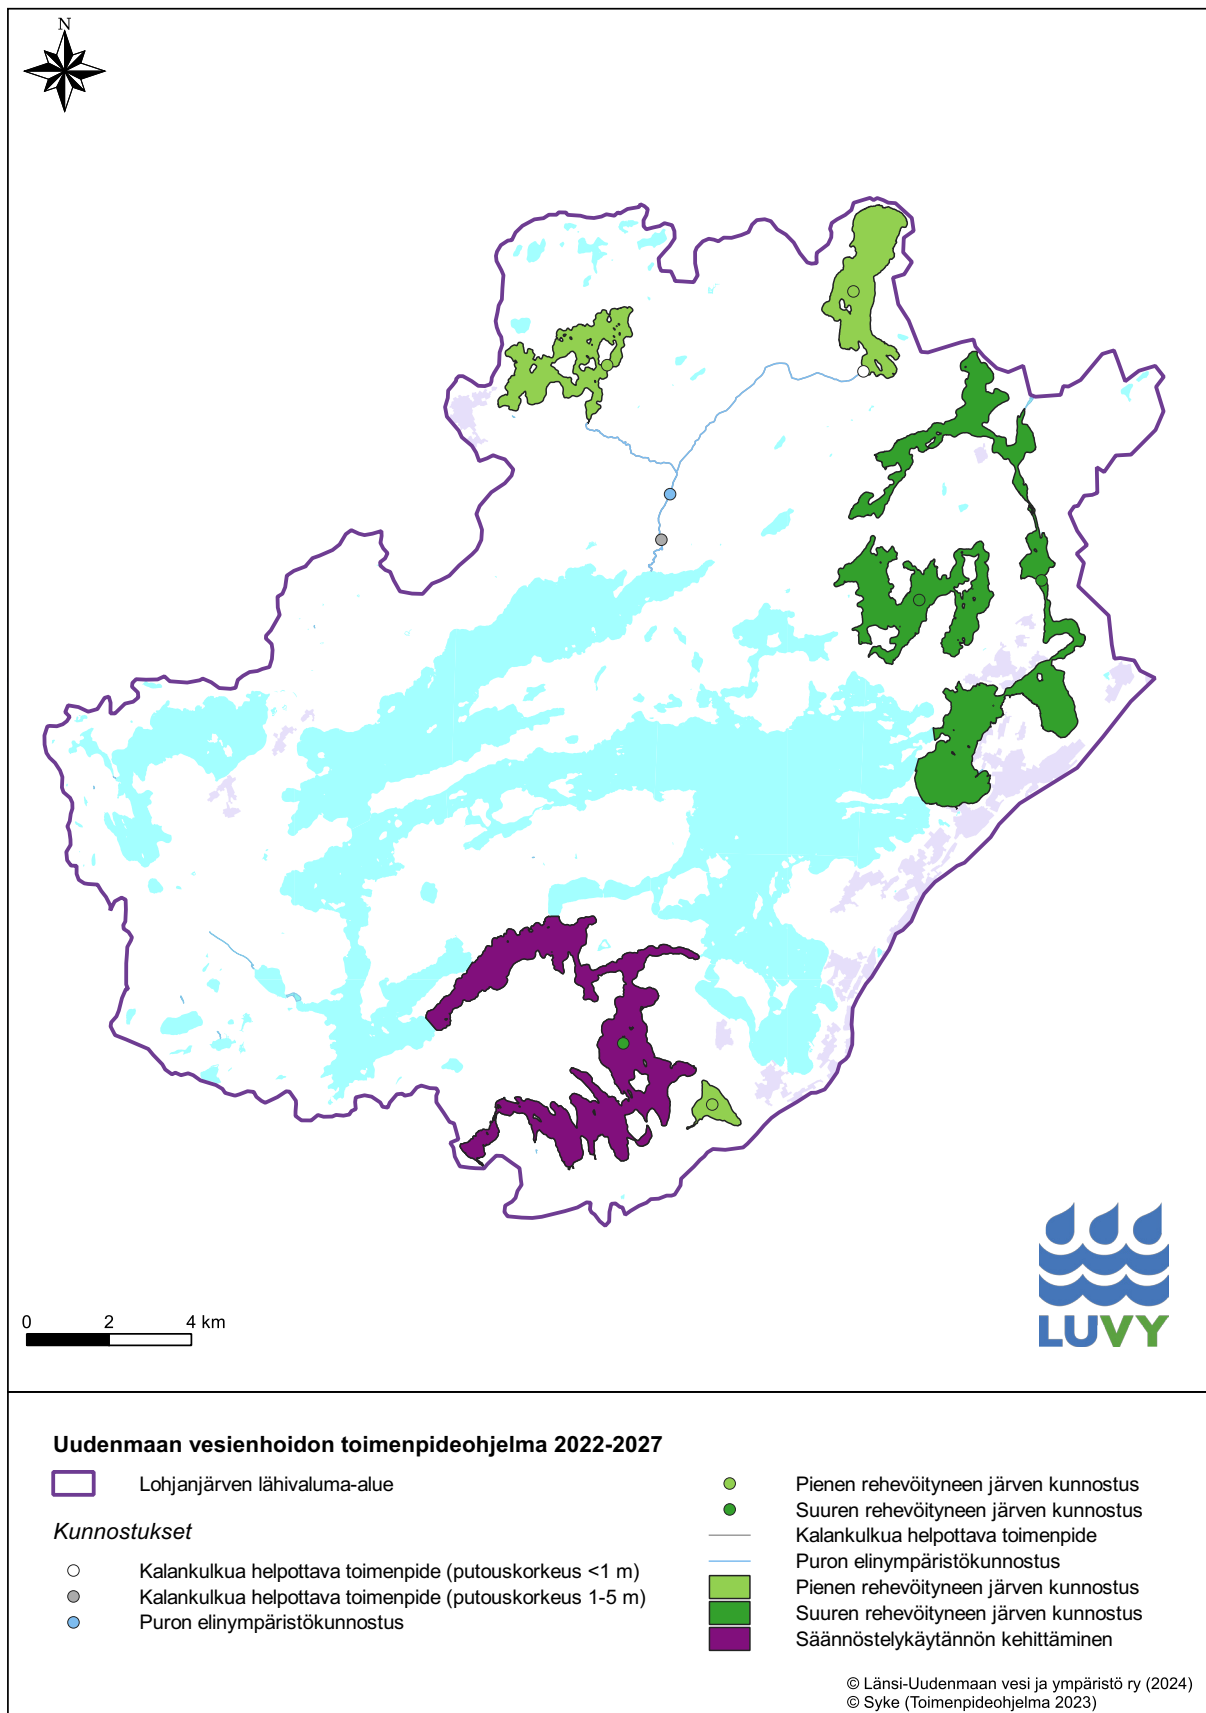 N
LUVY
0 2 4 km
Uudenmaan vesienhoidon toimenpideohjelma 2022-2027
Lohjanjärven lähivaluma-alue
Kunnostukset
Kalankulkua helpottava toimenpide (putouskorkeus <1 m)
Kalankulkua helpottava toimenpide (putouskorkeus 1-5 m)
Puron elinympäristökunnostus
Pienen rehevöityneen järven kunnostus
Suuren rehevöityneen järven kunnostus
Kalankulkua helpottava toimenpide
Puron elinympäristökunnostus
Pienen rehevöityneen järven kunnostus
Suuren rehevöityneen järven kunnostus
Säännöstelykäytännön kehittäminen
© Länsi-Uudenmaan vesi ja ympäristö ry (2024)
© Syke (Toimenpideohjelma 2023)